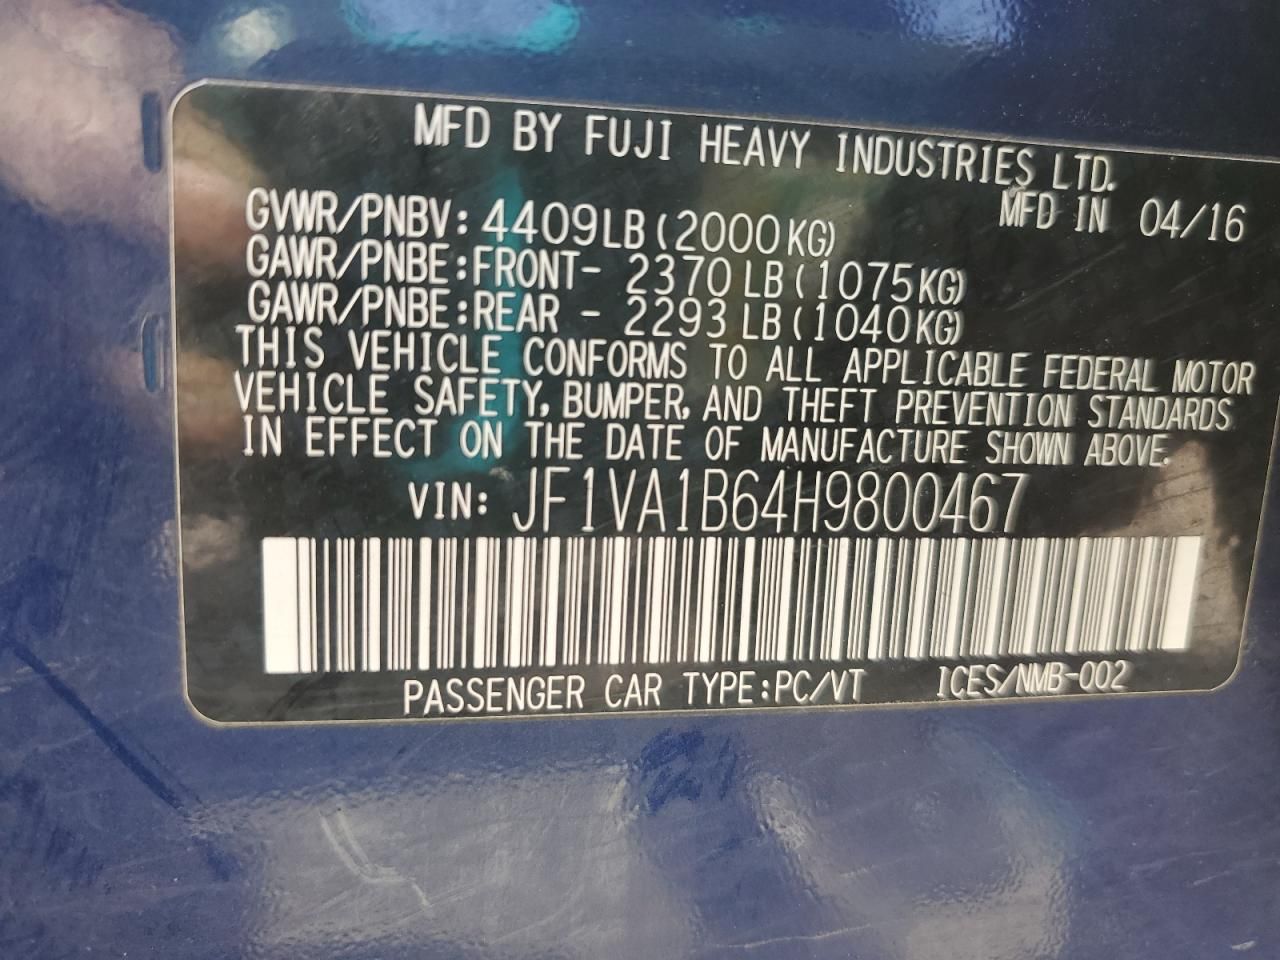 MFD BY FUJI HEAVY INDUSTRIES LTD.
MFD IN 04/16
GVWR/PNBV: 4409LB (2000KG)
GAWR/PNBE:FRONT- 2370 LB (1075KG)
GAWR/PNBE:REAR - 2293 LB (1040KG)
THIS VEHICLE CONFORMS TO ALL APPLICABLE FEDERAL MOTOR
VEHICLE SAFETY, BUMPER, AND THEFT PREVENTION STANDARDS
IN EFFECT ON THE DATE OF MANUFACTURE SHOWN ABOVE.
VIN: JF1VA1B64H9800467
PASSENGER CAR TYPE:PC/VT ICES/NMB-002